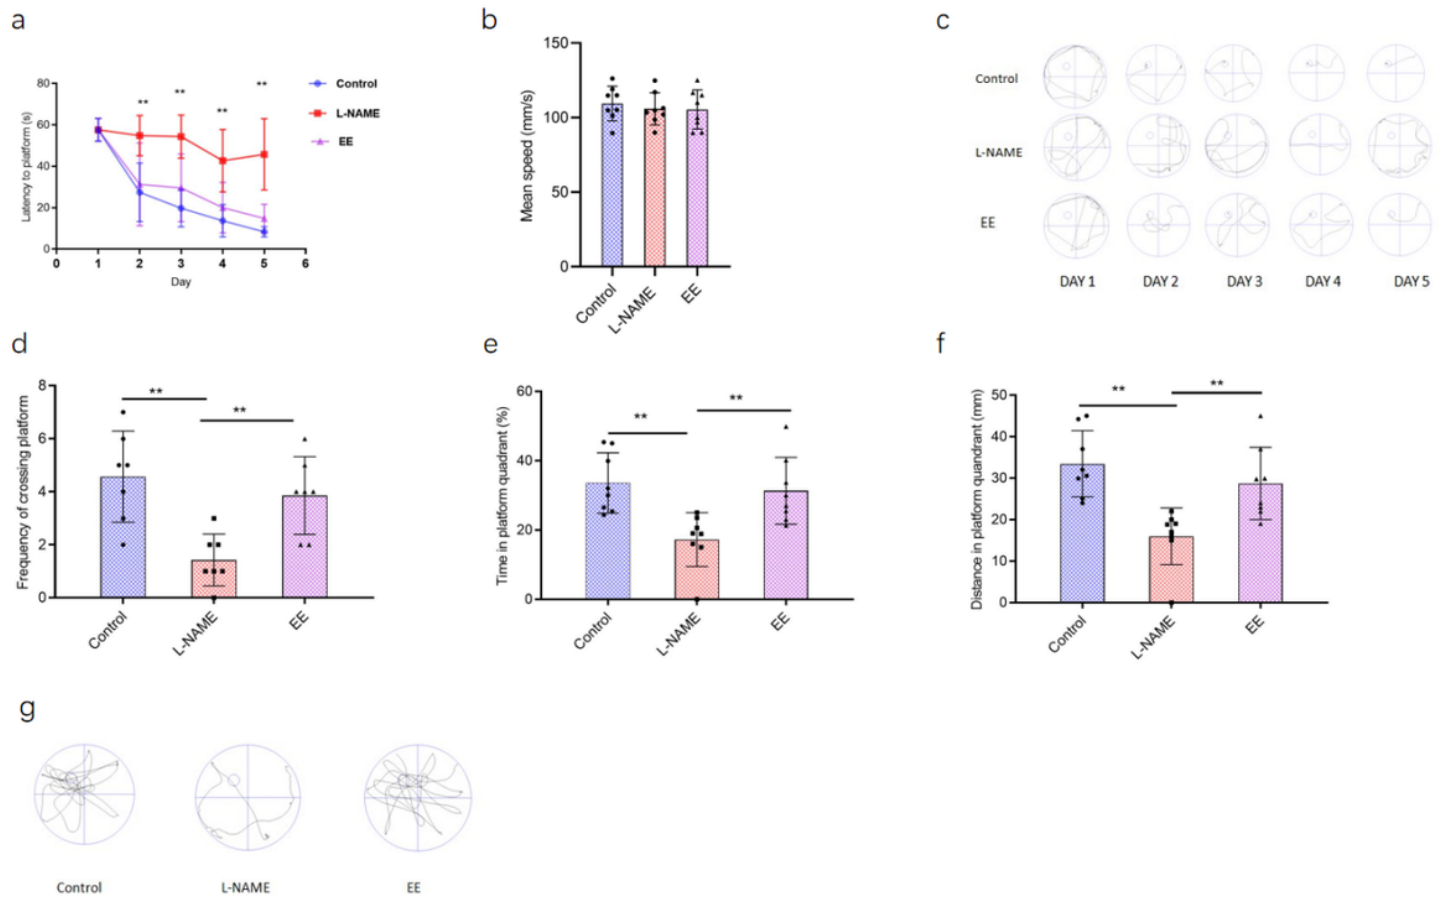 a
Latency to platform (s)
80
60
40
20
0
0 1 2 3 4 5 6
Day
** ** ** **
Control
L-NAME
EE
b
Mean speed (mm/s)
150
100
50
0
Control L-NAME EE
c
Control
L-NAME
EE
DAY 1 DAY 2 DAY 3 DAY 4 DAY 5
d
Frequency of crossing platform
8
6
4
2
0
** **
Control L-NAME EE
e
Time in platform quadrant (%)
60
40
20
0
** **
Control L-NAME EE
f
Distance in platform quandrant (mm)
50
40
30
20
10
0
** **
Control L-NAME EE
g
Control L-NAME EE